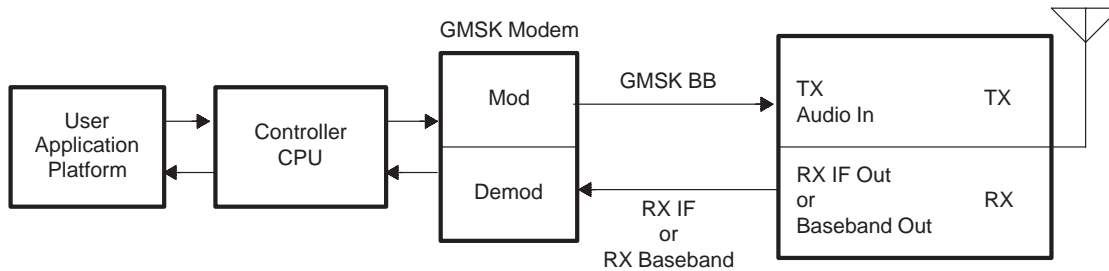 GMSK Modem
User
Application
Platform
Controller
CPU
Mod
Demod
GMSK BB
RX IF
or
RX Baseband
TX
Audio In
TX
RX IF Out
or
Baseband Out
RX